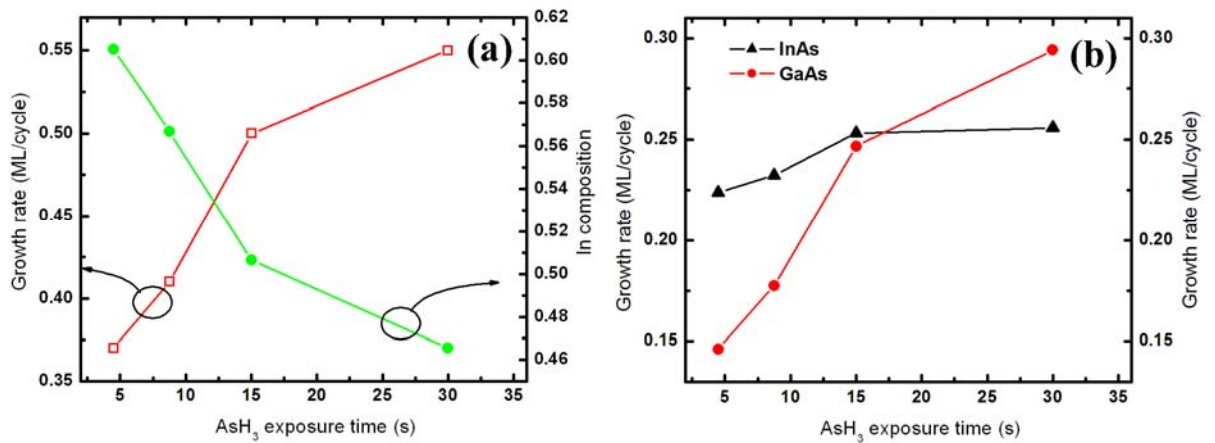 (a)
0.55
0.50
0.45
0.40
0.35
Growth rate (ML/cycle)
0.62
0.60
0.58
0.56
0.54
0.52
0.50
0.48
0.46
In composition
5 10 15 20 25 30 35
AsH3 exposure time (s)
(b)
InAs
GaAs
0.30
0.25
0.20
0.15
Growth rate (ML/cycle)
0.30
0.25
0.20
0.15
Growth rate (ML/cycle)
5 10 15 20 25 30 35
AsH3 exposure time (s)